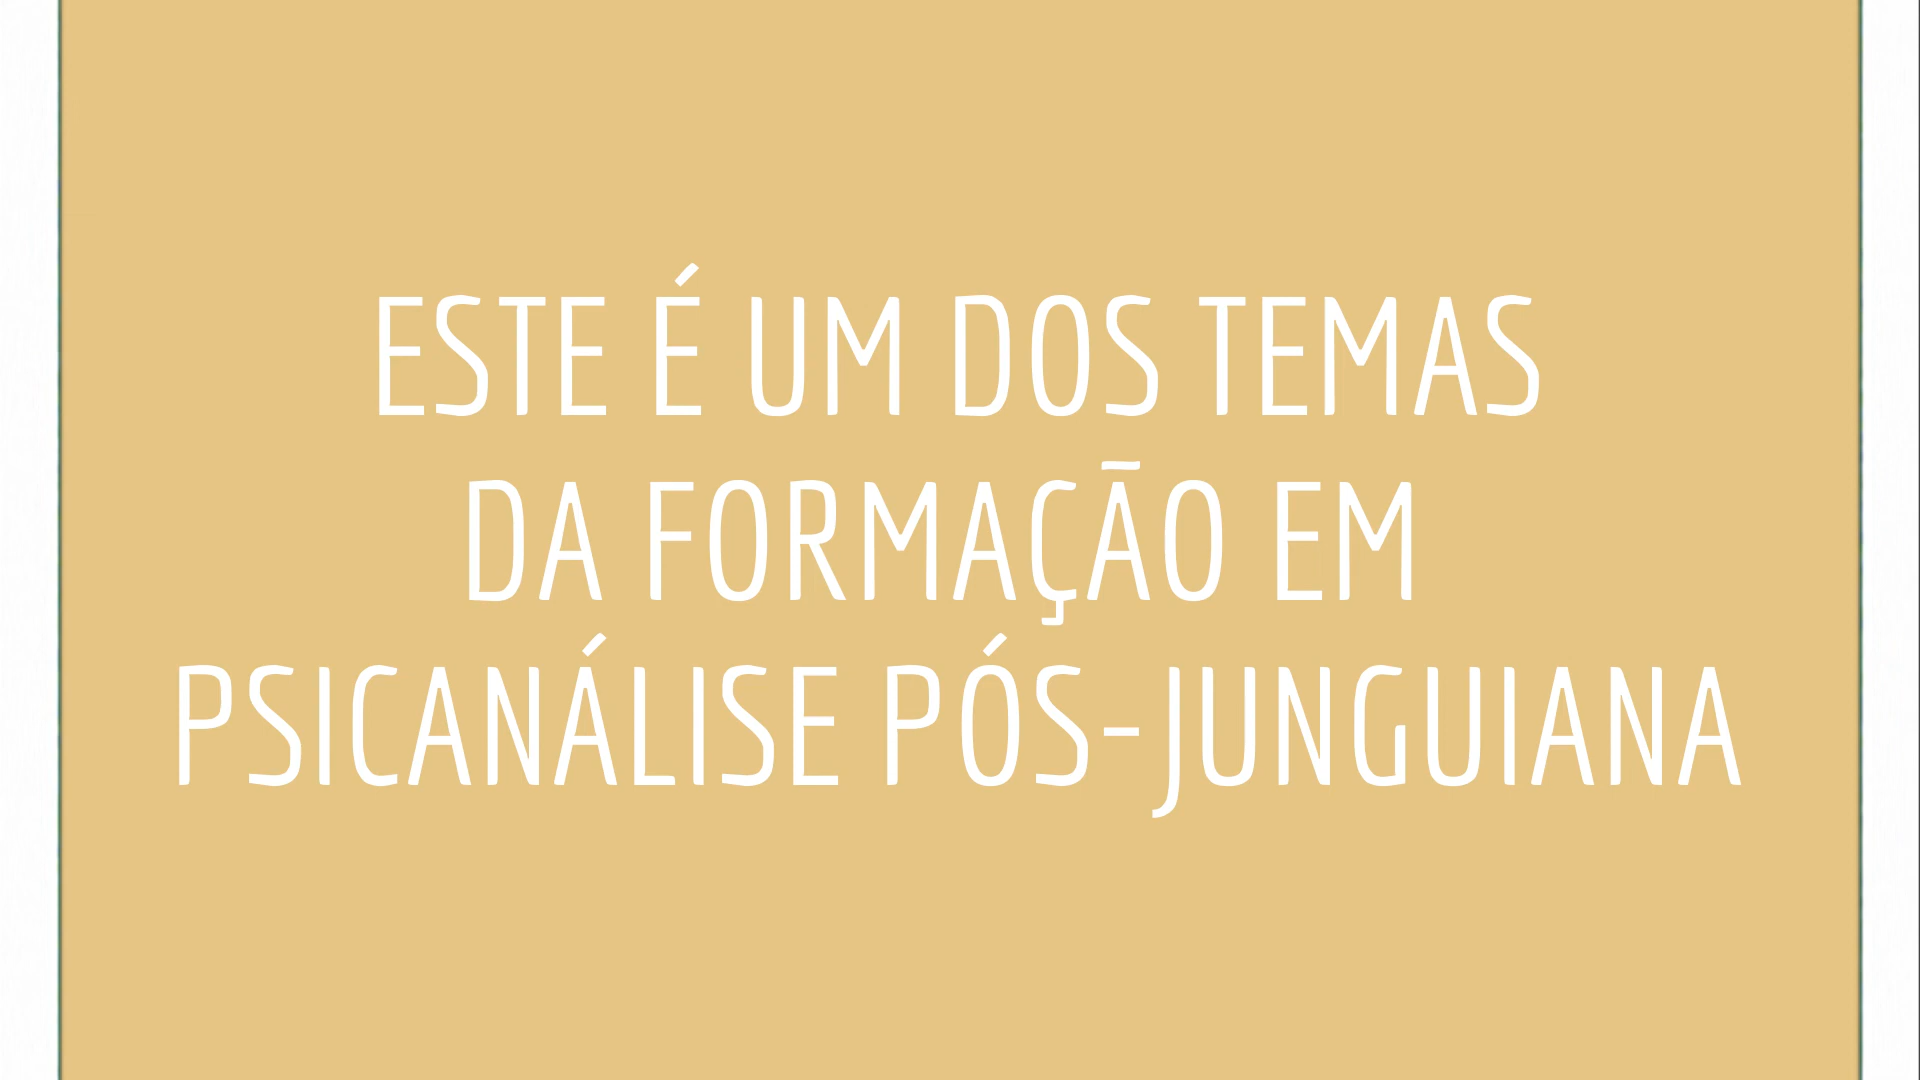 ESTE É UM DOS TEMAS
DA FORMAÇÃO EM
PSICANÁLISE PÓS-JUNGUIANA